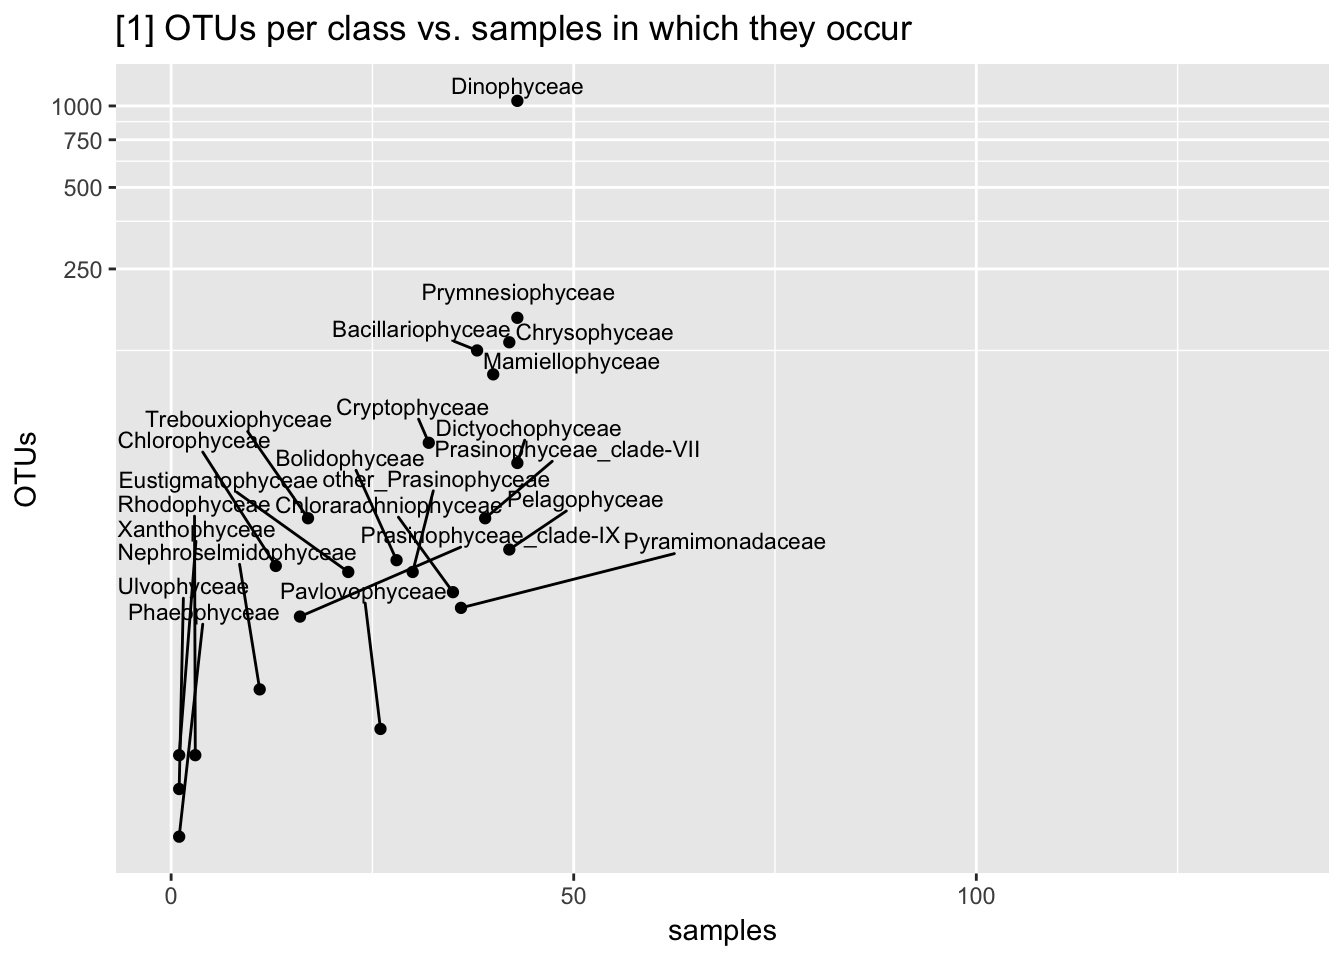 [1] OTUs per class vs. samples in which they occur
Dinophyceae
1000
750
500
250
Prymnesiophyceae
Bacillariophyceae
Chrysophyceae
Mamiellophyceae
Cryptophyceae
Trebouxiophyceae
Dictyochophyceae
Chlorophyceae
Prasinophyceae_clade-VII
Bolidophyceae
Eustigmatophyceae
other_Prasinophyceae
Rhodophyceae
Chlorarachniophyceae
Pelagophyceae
Xanthophyceae
Prasinophyceae_clade-IX
Pyramimonadaceae
Nephroselmidophyceae
Ulvophyceae
Pavlovophyceae
Phaeophyceae
OTUs
0
50
100
samples